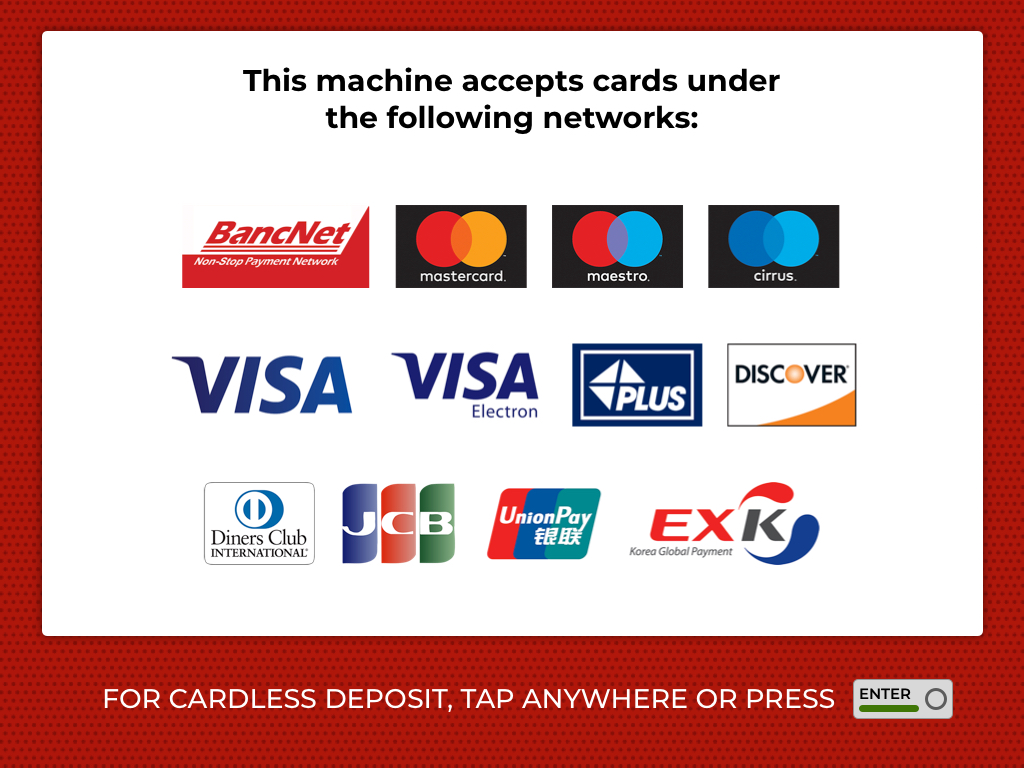 This machine accepts cards under
the following networks:
BancNet
Non-Stop Payment Network
mastercard.
maestro.
cirrus.
VISA
VISA
Electron
PLUS
DISCOVER
Diners Club
INTERNATIONAL
JCB
UnionPay
银联
EXK
Korea Global Payment
FOR CARDLESS DEPOSIT, TAP ANYWHERE OR PRESS
ENTER